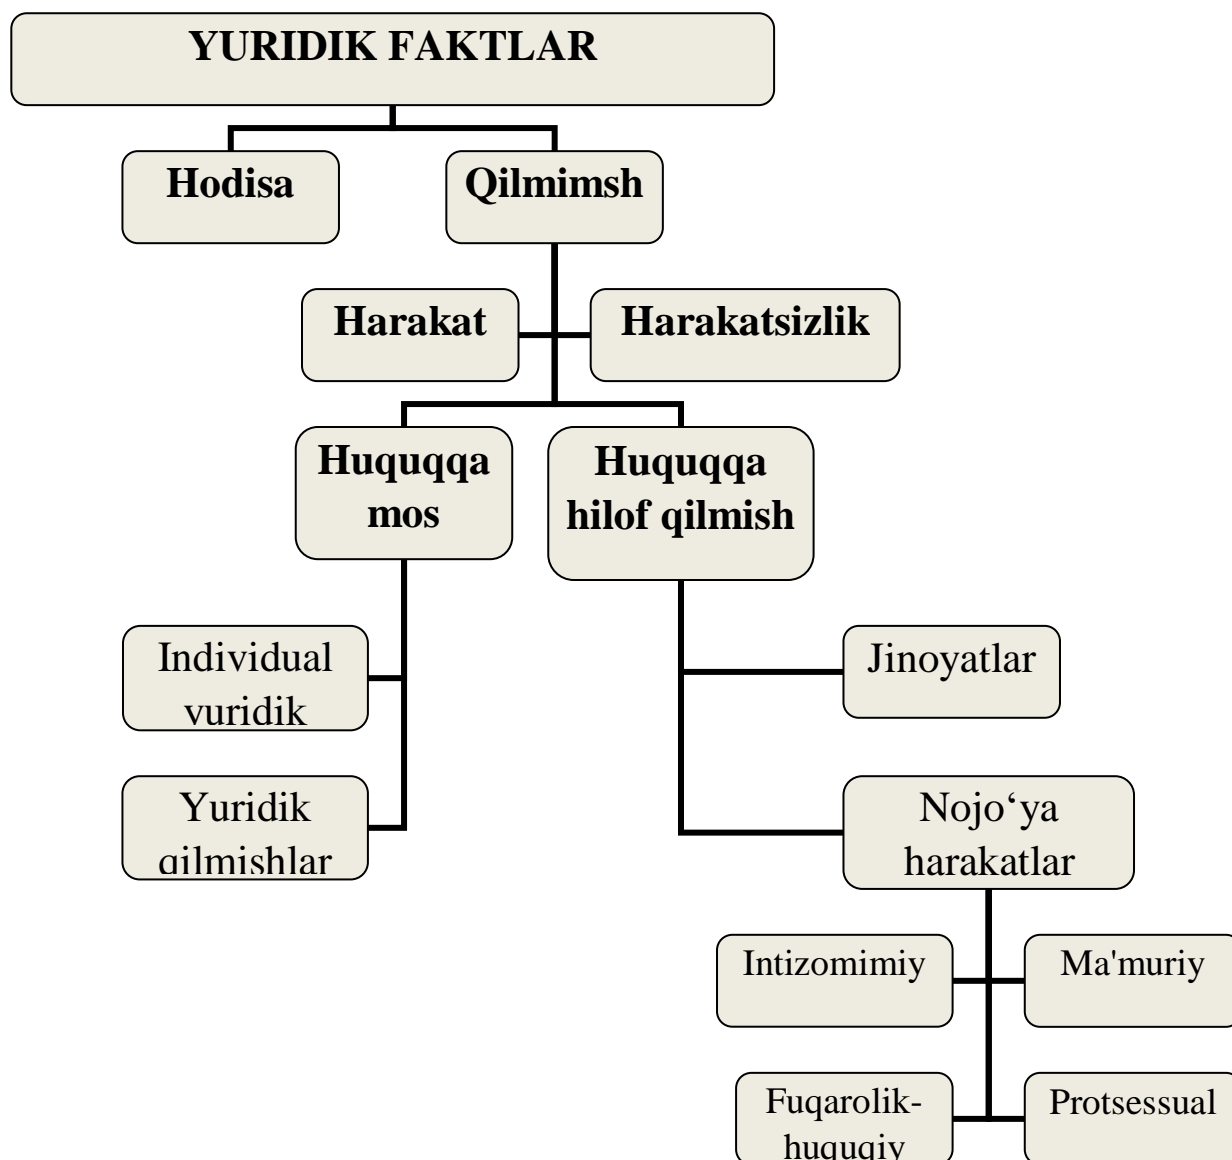 YURIDIK FAKTLAR
Hodisa
Qilmimsh
Harakat
Harakatsizlik
Huquqqa
mos
Huquqqa
hilof qilmish
Individual
yuridik
Jinoyatlar
Yuridik
qilmishlar
Nojo‘ya
harakatlar
Intizomimiy
Ma'muriy
Fuqarolik-
huquqiy
Protsessual